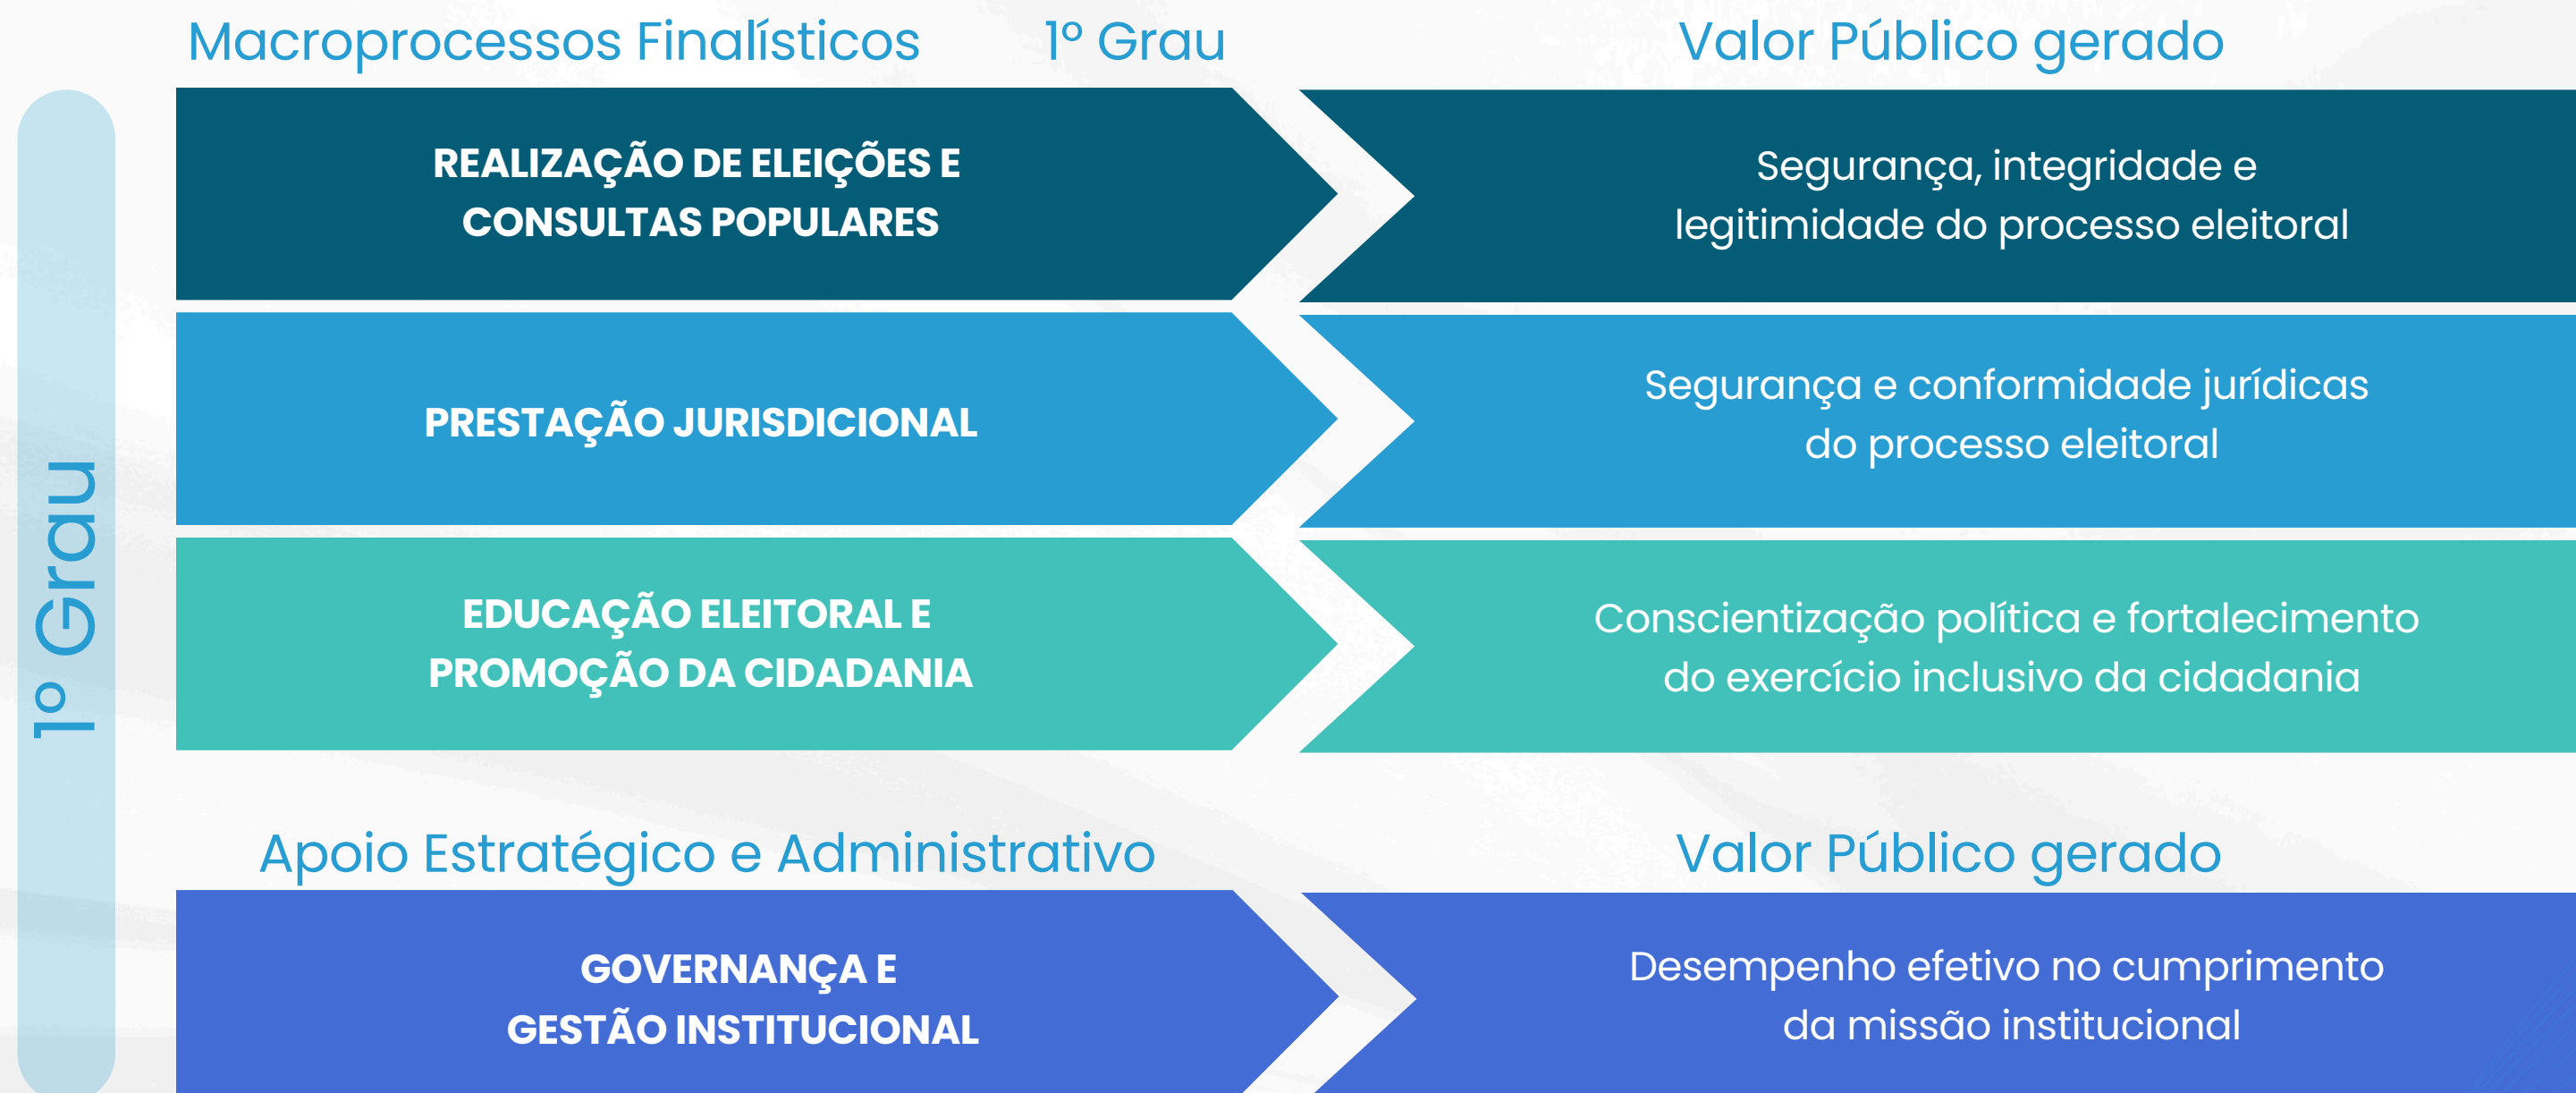 Macroprocessos Finalísticos 1º Grau
Valor Público gerado
1º Grau
REALIZAÇÃO DE ELEIÇÕES E
CONSULTAS POPULARES
Segurança, integridade e
legitimidade do processo eleitoral
PRESTAÇÃO JURISDICIONAL
Segurança e conformidade jurídicas
do processo eleitoral
EDUCAÇÃO ELEITORAL E
PROMOÇÃO DA CIDADANIA
Conscientização política e fortalecimento
do exercício inclusivo da cidadania
Apoio Estratégico e Administrativo
Valor Público gerado
GOVERNANÇA E
GESTÃO INSTITUCIONAL
Desempenho efetivo no cumprimento
da missão institucional